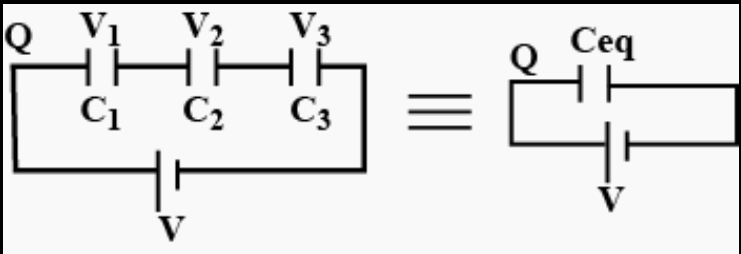 Q V₁ V₂ V₃
C₁ C₂ C₃
V
Q Ceq
V